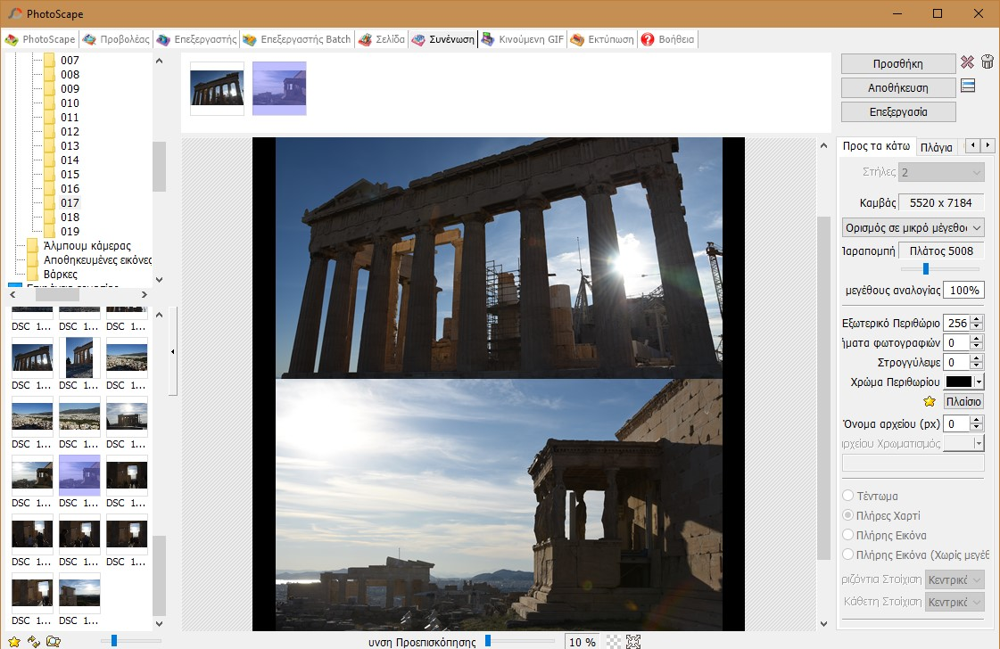 PhotoScape
PhotoScape Προβολέας Επεξεργαστής Επεξεργαστής Batch Σελίδα Συνένωση Κινούμενη GIF Εκτύπωση Βοήθεια
007
008
009
010
011
012
013
014
015
016
017
018
019
Άλμπουμ κάμερας
Αποθηκευμένες εικόνες
Βάρκες
DSC 1... DSC 1... DSC 1...
DSC 1... DSC 1... DSC 1...
DSC 1... DSC 1... DSC 1...
DSC 1... DSC 1... DSC 1...
DSC 1... DSC 1... DSC 1...
DSC 1... DSC 1...
υνση Προεπισκόπησης 10 %
Προσθήκη
Αποθήκευση
Επεξεργασία
Προς τα κάτω Πλάγια
Στήλες 2
Καμβάς 5520 x 7184
Ορισμός σε μικρό μέγεθος
Παραπομπή Πλάτος 5008
μεγέθους αναλογίας 100%
Εξωτερικό Περιθώριο 256
ήματα φωτογραφιών 0
Στρογγύλεψε 0
Χρώμα Περιθωρίου
Πλαίσιο
Όνομα αρχείου (px) 0
αρχείου Χρωματισμός
Τέντωμα
Πλήρες Χαρτί
Πλήρης Εικόνα
Πλήρης Εικόνα (Χωρίς μεγέθ
ριζόντια Στοίχιση Κεντρικά
Κάθετη Στοίχιση Κεντρικά